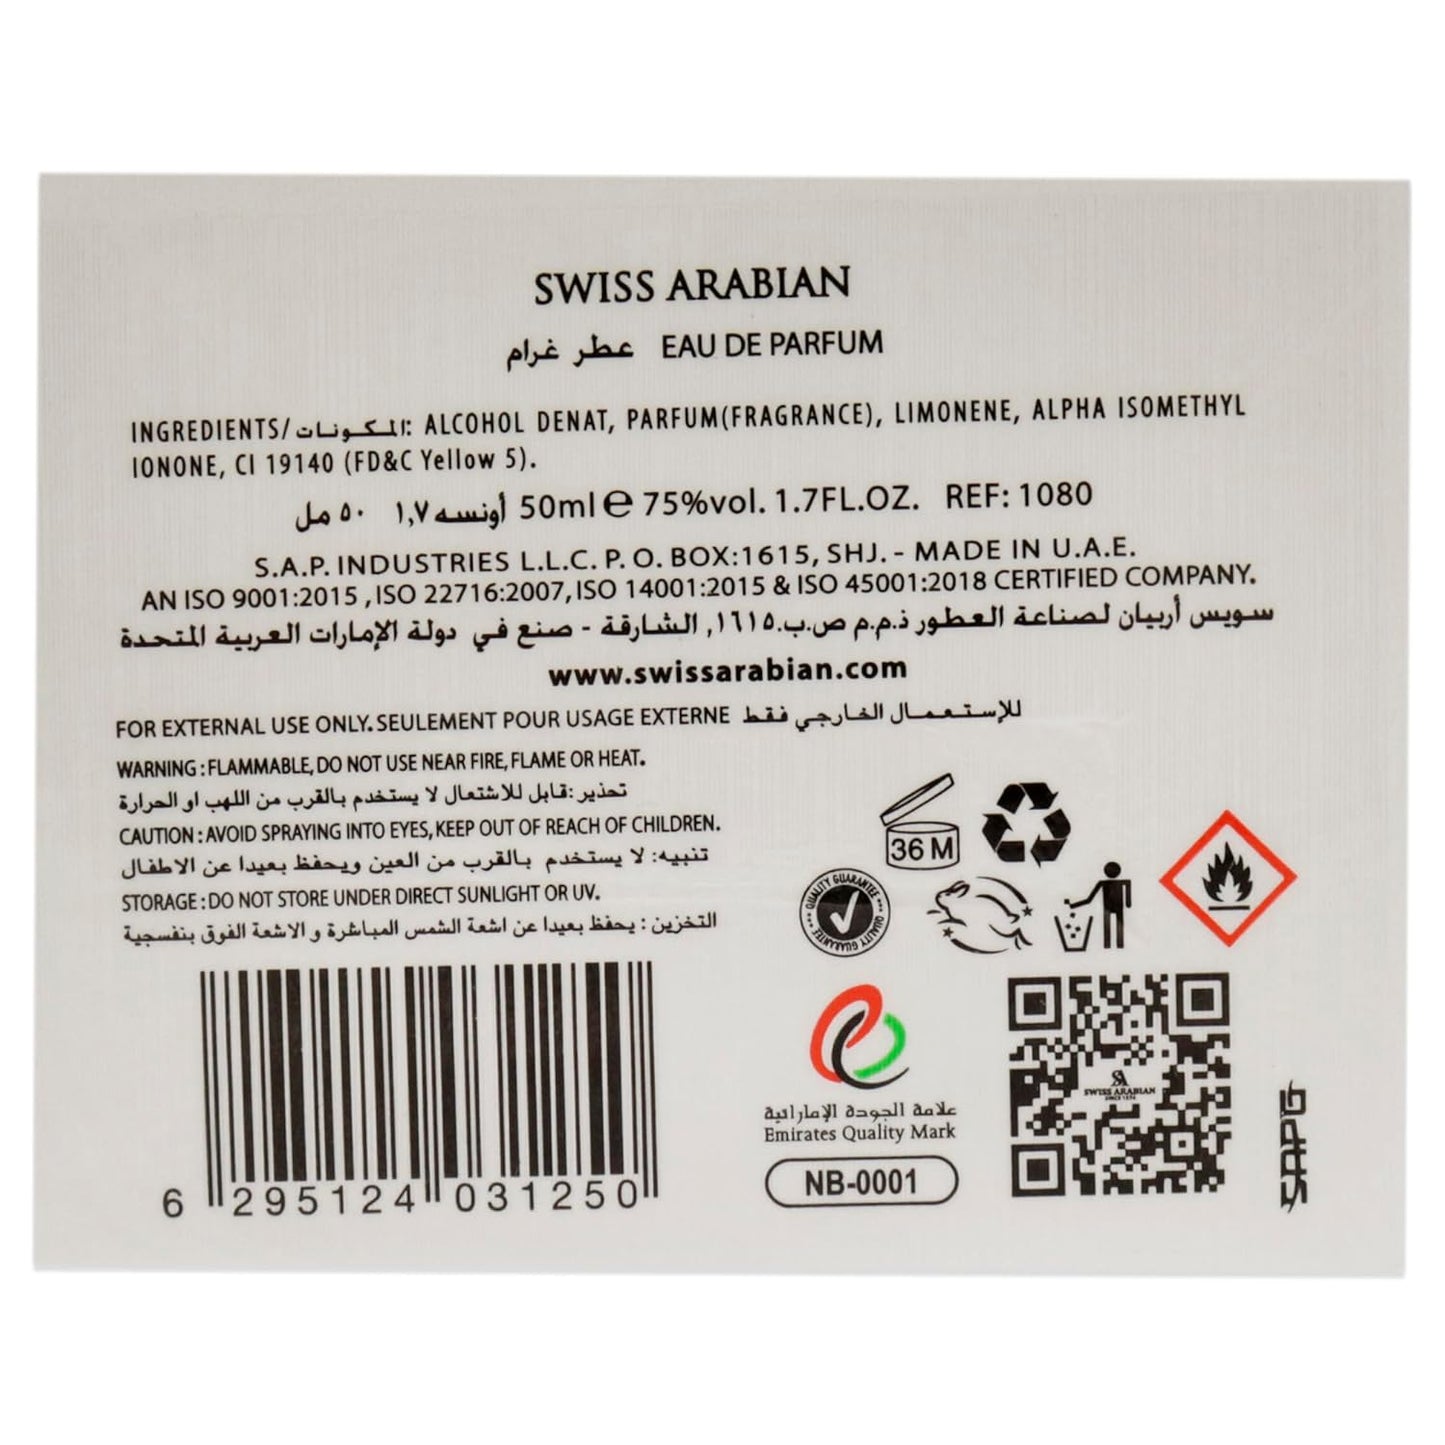 SWISS ARABIAN
عطر غرام EAU DE PARFUM
INGREDIENTS/المكونات: ALCOHOL DENAT, PARFUM(FRAGRANCE), LIMONENE, ALPHA ISOMETHYL
IONONE, CI 19140 (FD&C Yellow 5).
٥٠ مل ١,٧ أونسه 50ml℮75%vol. 1.7FL.OZ. REF: 1080
S.A.P. INDUSTRIES L.L.C. P. O. BOX:1615, SHJ. - MADE IN U.A.E.
AN ISO 9001:2015 , ISO 22716:2007, ISO 14001:2015 & ISO 45001:2018 CERTIFIED COMPANY.
سويس أربيان لصناعة العطور ذ.م.م ص.ب.١٦١٥, الشارقة - صنع في دولة الإمارات العربية المتحدة
www.swissarabian.com
FOR EXTERNAL USE ONLY. SEULEMENT POUR USAGE EXTERNE للإستعمال الخارجي فقط
WARNING : FLAMMABLE, DO NOT USE NEAR FIRE, FLAME OR HEAT.
تحذير :قابل للاشتعال لا يستخدم بالقرب من اللهب او الحرارة
CAUTION : AVOID SPRAYING INTO EYES, KEEP OUT OF REACH OF CHILDREN.
تنبيه: لا يستخدم بالقرب من العين ويحفظ بعيدا عن الاطفال
STORAGE : DO NOT STORE UNDER DIRECT SUNLIGHT OR UV.
التخزين : يحفظ بعيدا عن اشعة الشمس المباشرة و الاشعة الفوق بنفسجية
36 M
QUALITY GUARANTEE
QUALITY GUARANTEE
علامة الجودة الإماراتية
Emirates Quality Mark
NB-0001
SA
SWISS ARABIAN
SINCE 1974
6 295124 031250
SAPG